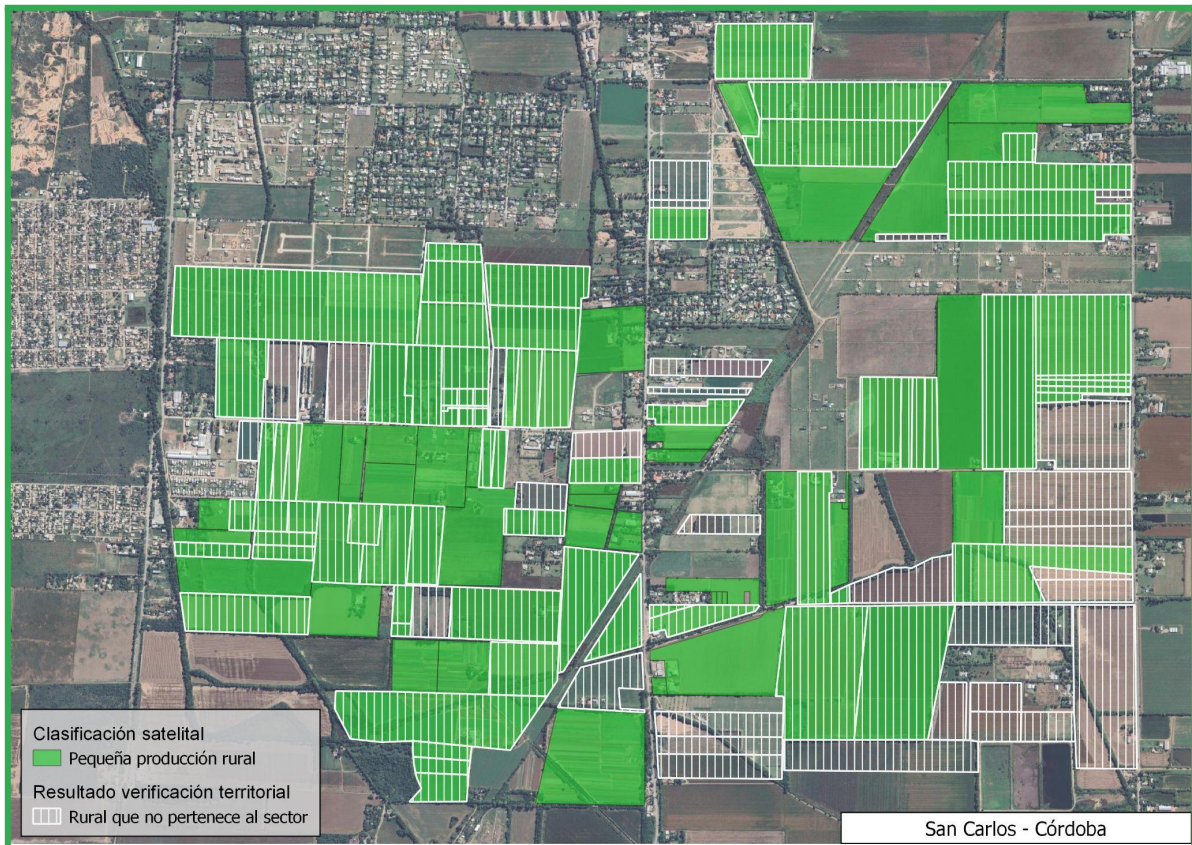 Clasificación satelital
Pequeña producción rural
Resultado verificación territorial
Rural que no pertenece al sector
San Carlos - Córdoba